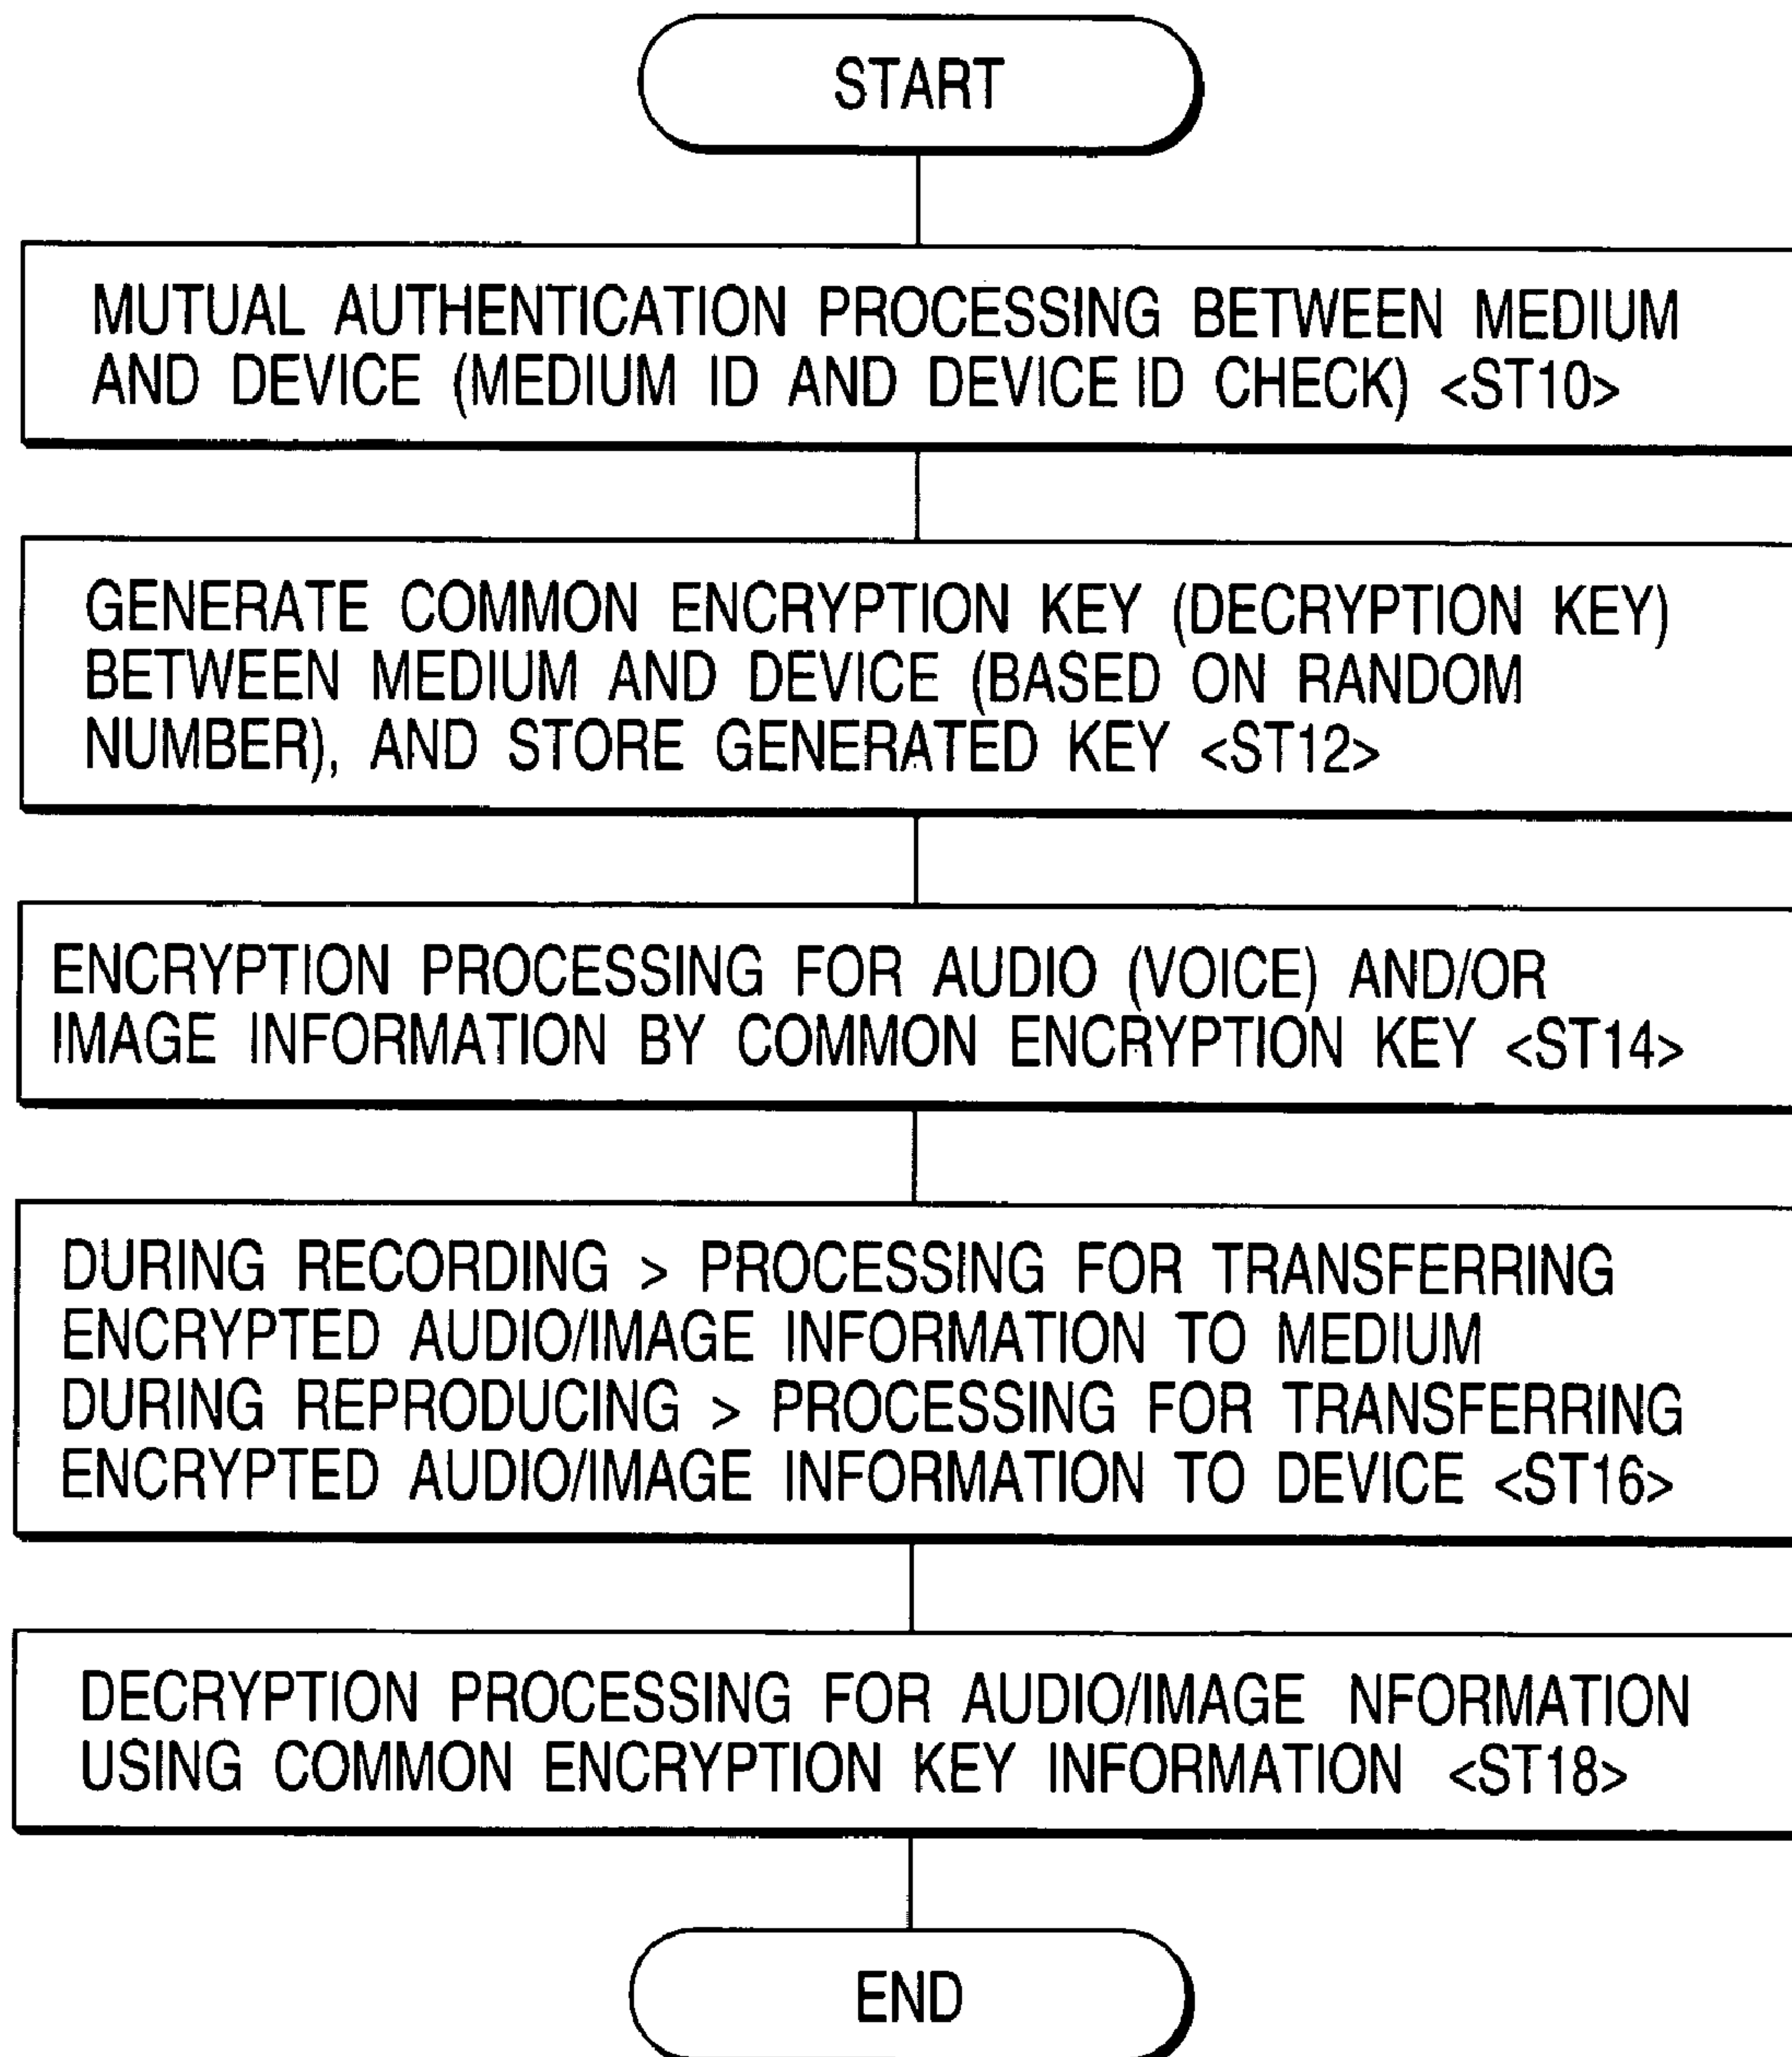 START
MUTUAL AUTHENTICATION PROCESSING BETWEEN MEDIUM
AND DEVICE (MEDIUM ID AND DEVICE ID CHECK) <ST10>
GENERATE COMMON ENCRYPTION KEY (DECRYPTION KEY)
BETWEEN MEDIUM AND DEVICE (BASED ON RANDOM
NUMBER), AND STORE GENERATED KEY <ST12>
ENCRYPTION PROCESSING FOR AUDIO (VOICE) AND/OR
IMAGE INFORMATION BY COMMON ENCRYPTION KEY <ST14>
DURING RECORDING > PROCESSING FOR TRANSFERRING
ENCRYPTED AUDIO/IMAGE INFORMATION TO MEDIUM
DURING REPRODUCING > PROCESSING FOR TRANSFERRING
ENCRYPTED AUDIO/IMAGE INFORMATION TO DEVICE <ST16>
DECRYPTION PROCESSING FOR AUDIO/IMAGE NFORMATION
USING COMMON ENCRYPTION KEY INFORMATION <ST18>
END